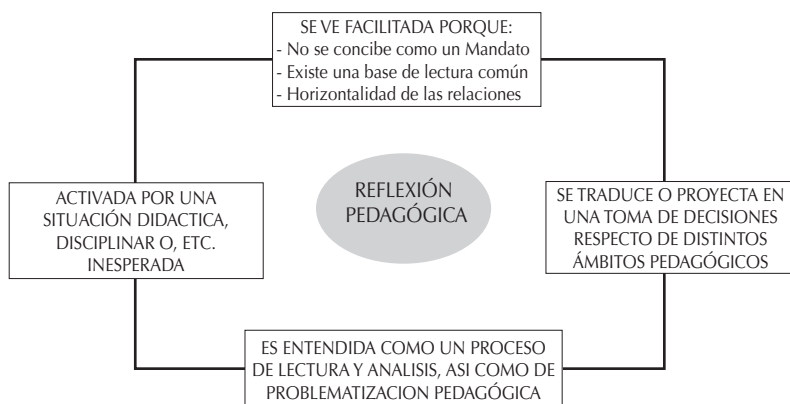 SE VE FACILITADA PORQUE:
- No se concibe como un Mandato
- Existe una base de lectura común
- Horizontalidad de las relaciones
ACTIVADA POR UNA
SITUACIÓN DIDACTICA,
DISCIPLINAR O, ETC.
INESPERADA
REFLEXIÓN
PEDAGÓGICA
SE TRADUCE O PROYECTA EN
UNA TOMA DE DECISIONES
RESPECTO DE DISTINTOS
ÁMBITOS PEDAGÓGICOS
ES ENTENDIDA COMO UN PROCESO
DE LECTURA Y ANALISIS, ASI COMO DE
PROBLEMATIZACION PEDAGÓGICA